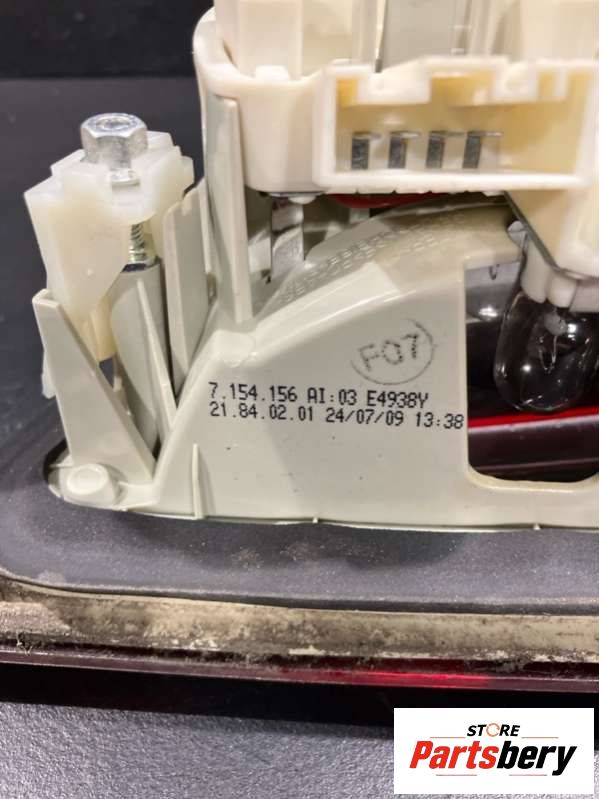 F07
7.154.156 AI:03 E4938Y
21.84.02.01 24/07/09 13:38
STORE
Partsbery